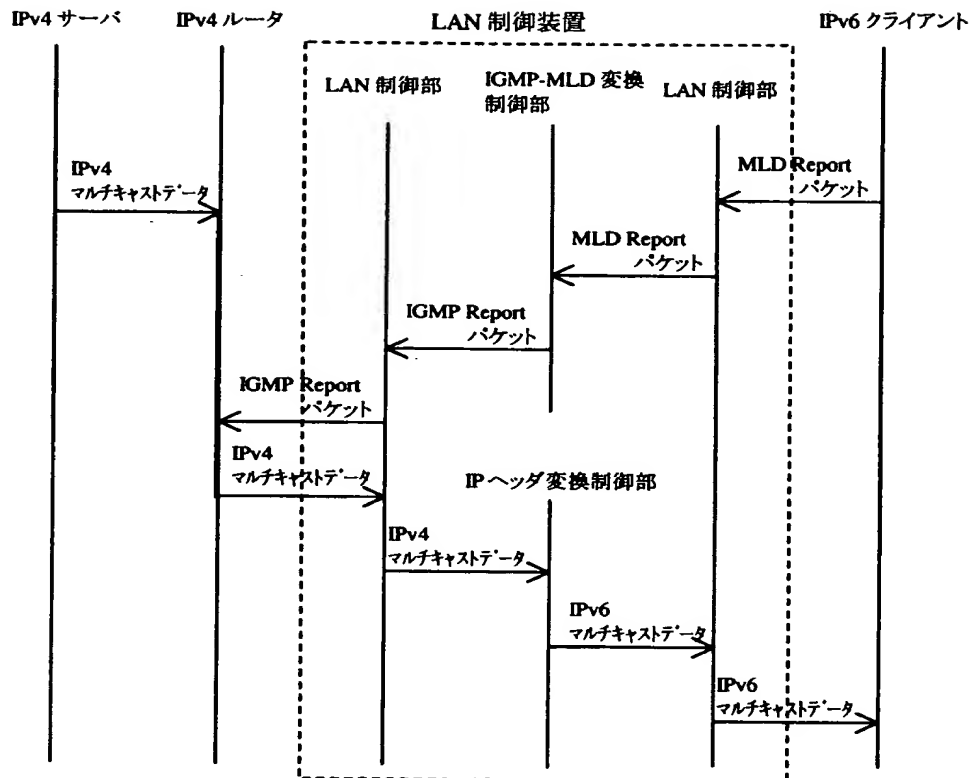 IPv4 サーバ
IPv4 ルータ
LAN 制御装置
IPv6 クライアント
LAN 制御部
IGMP-MLD 変換
制御部
LAN 制御部
IPv4
マルチキャストデータ
MLD Report
パケット
MLD Report
パケット
IGMP Report
パケット
IGMP Report
パケット
IPv4
マルチキャストデータ
IP ヘッダ変換制御部
IPv4
マルチキャストデータ
IPv6
マルチキャストデータ
IPv6
マルチキャストデータ